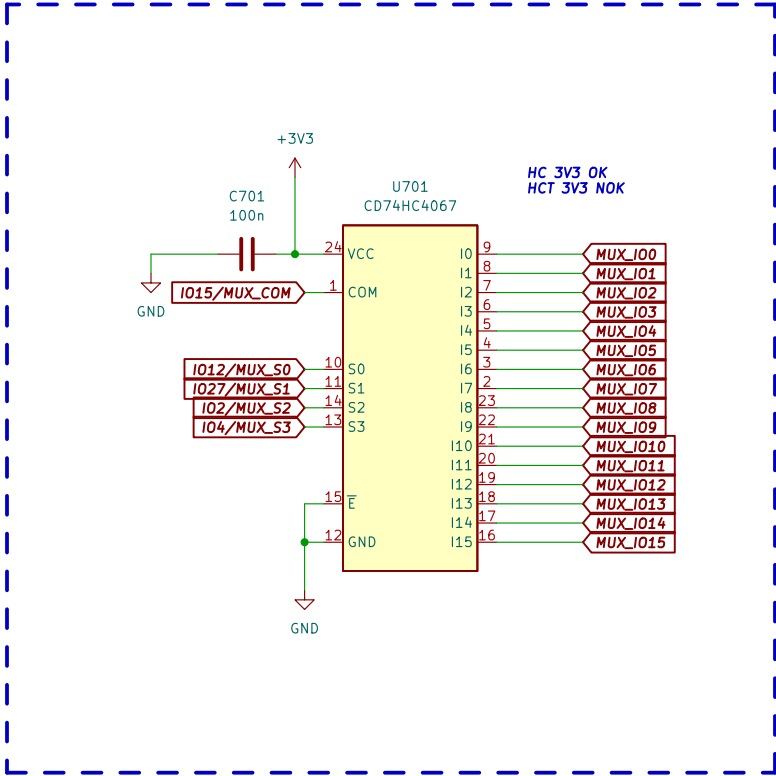 +3V3
HC 3V3 OK
HCT 3V3 NOK
C701
100n
U701
CD74HC4067
24 VCC I0 9 MUX_IO0
I1 8 MUX_IO1
GND IO15/MUX_COM 1 COM I2 7 MUX_IO2
I3 6 MUX_IO3
I4 5 MUX_IO4
I5 4 MUX_IO5
IO12/MUX_S0 10 S0 I6 3 MUX_IO6
IO27/MUX_S1 11 S1 I7 2 MUX_IO7
IO2/MUX_S2 14 S2 I8 23 MUX_IO8
IO4/MUX_S3 13 S3 I9 22 MUX_IO9
I10 21 MUX_IO10
I11 20 MUX_IO11
I12 19 MUX_IO12
15 E I13 18 MUX_IO13
I14 17 MUX_IO14
12 GND I15 16 MUX_IO15
GND